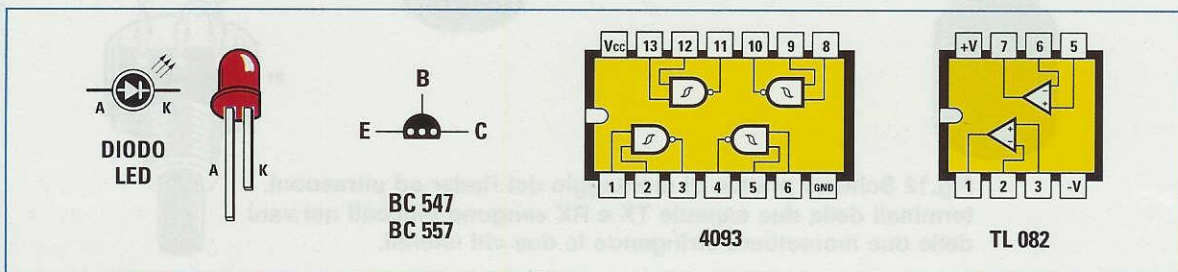 A K
DIODO
LED
A K
B
E C
BC 547
BC 557
Vcc 13 12 11 10 9 8
1 2 3 4 5 6 GND
4093
+V 7 6 5
- +
+ -
1 2 3 -V
TL 082